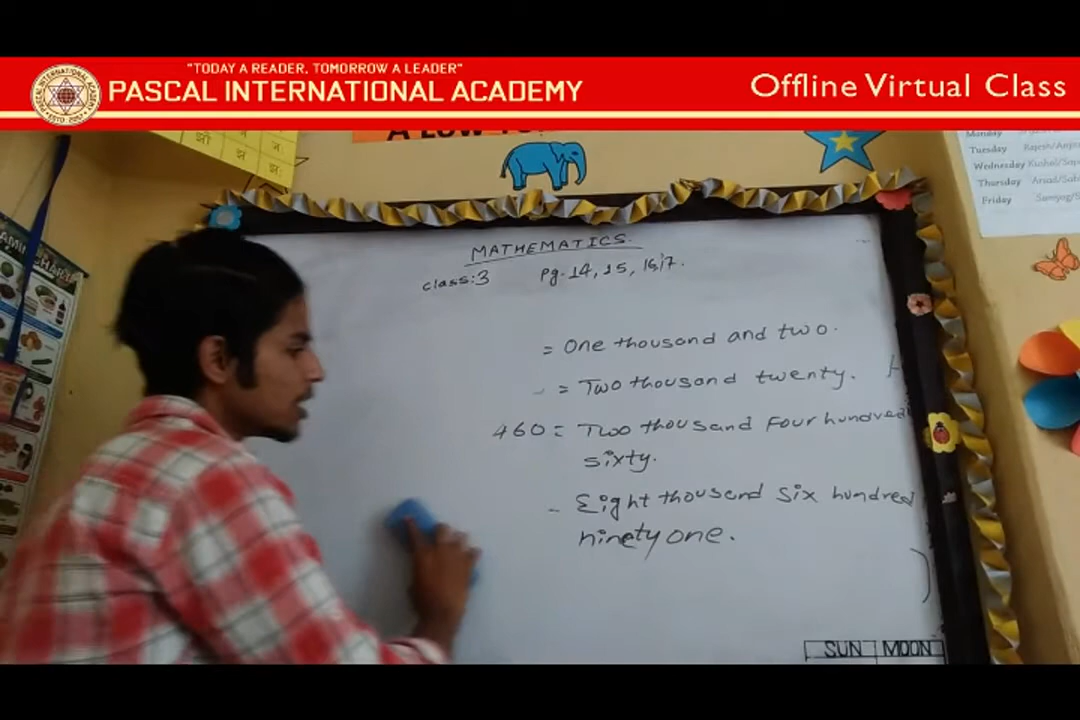 "TODAY A READER, TOMORROW A LEADER"
PASCAL INTERNATIONAL ACADEMY
Offline Virtual Class
MATHEMATICS.
class:3 Pg. 14, 15, 16,17.
= One thousand and two.
= Two thousand twenty.
460 = Two thousand Four hundred
sixty.
- Eight thousand six hundred
ninety one.
SUN MOON
Monday
Tuesday
Wednesday
Thursday
Friday